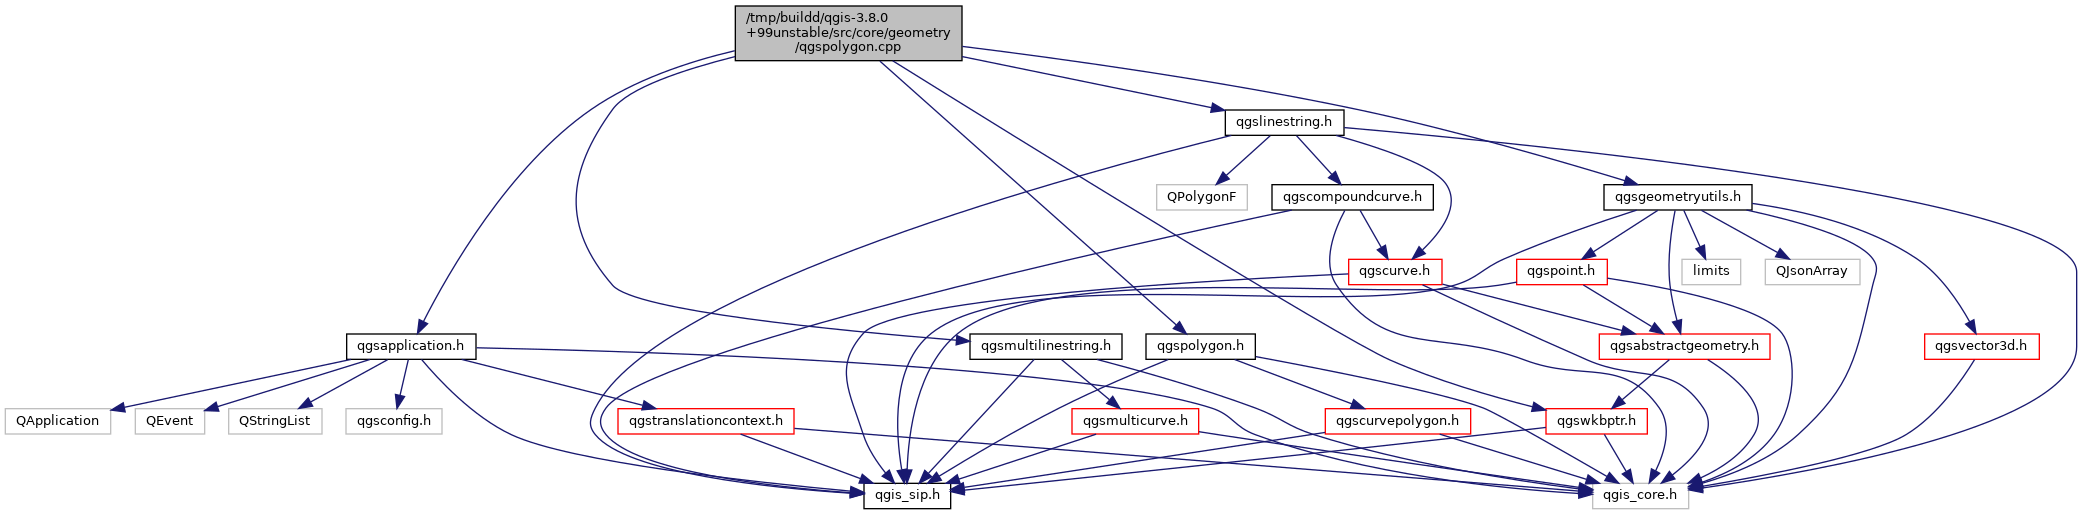 /tmp/buildd/qgis-3.8.0
+99unstable/src/core/geometry
/qgspolygon.cpp
qgslinestring.h
QPolygonF
qgscompoundcurve.h
qgsgeometryutils.h
qgscurve.h
qgspoint.h
limits
QJsonArray
qgsapplication.h
qgsmultilinestring.h
qgspolygon.h
qgsabstractgeometry.h
qgsvector3d.h
QApplication
QEvent
QStringList
qgsconfig.h
qgstranslationcontext.h
qgsmulticurve.h
qgscurvepolygon.h
qgswkbptr.h
qgis_sip.h
qgis_core.h